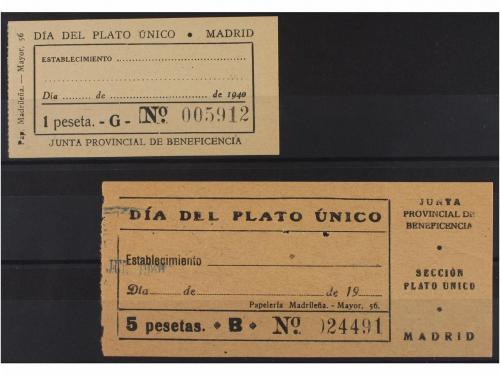 DÍA DEL PLATO ÚNICO • MADRID
ESTABLECIMIENTO
Día de de 1940
1 peseta. - G - Nº 005912
JUNTA PROVINCIAL DE BENEFICENCIA
Pap. Madrileña. — Mayor, 56
DÍA DEL PLATO ÚNICO
Establecimiento
Día de de 19
Papelería Madrileña. - Mayor, 56.
5 pesetas. • B • Nº 024491
JUNTA
PROVINCIAL DE
BENEFICENCIA
•
SECCIÓN
PLATO ÚNICO
•
MADRID